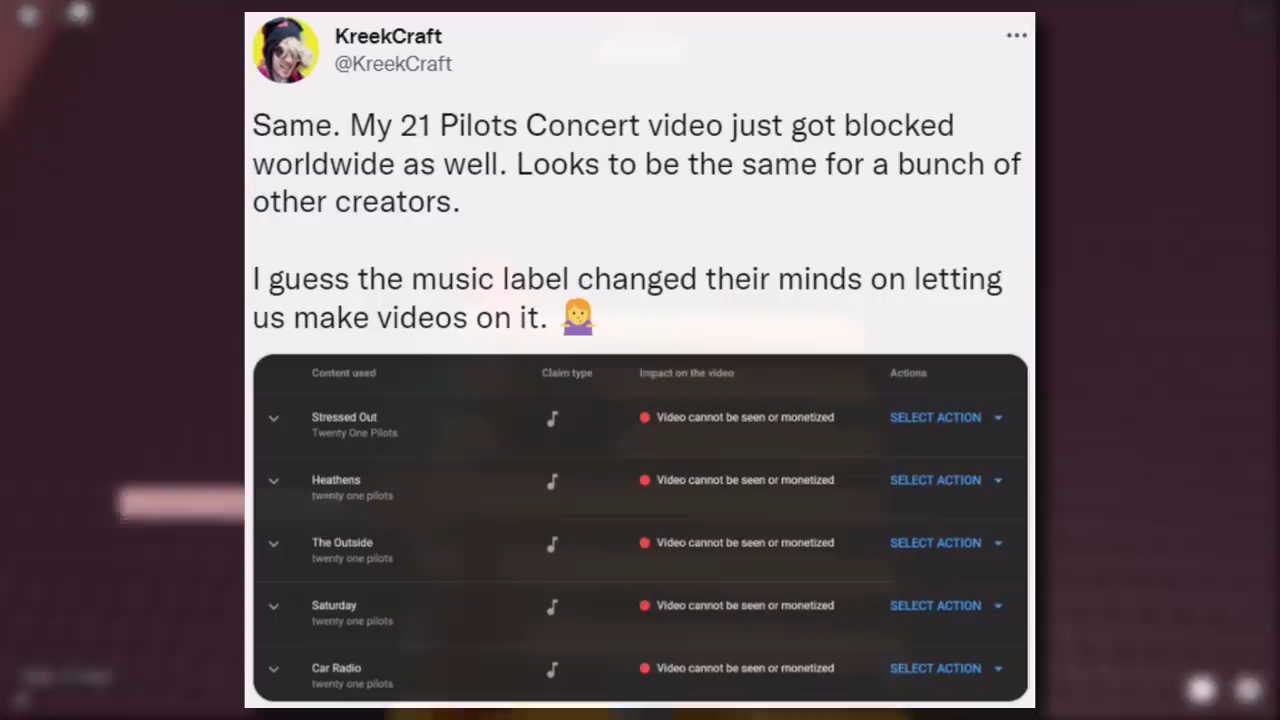 KreekCraft
@KreekCraft
Same. My 21 Pilots Concert video just got blocked
worldwide as well. Looks to be the same for a bunch of
other creators.
I guess the music label changed their minds on letting
us make videos on it. 🤷‍♀️
Content used Claim type Impact on the video Actions
Stressed Out Video cannot be seen or monetized SELECT ACTION
Twenty One Pilots
Heathens Video cannot be seen or monetized SELECT ACTION
twenty one pilots
The Outside Video cannot be seen or monetized SELECT ACTION
twenty one pilots
Saturday Video cannot be seen or monetized SELECT ACTION
twenty one pilots
Car Radio Video cannot be seen or monetized SELECT ACTION
twenty one pilots